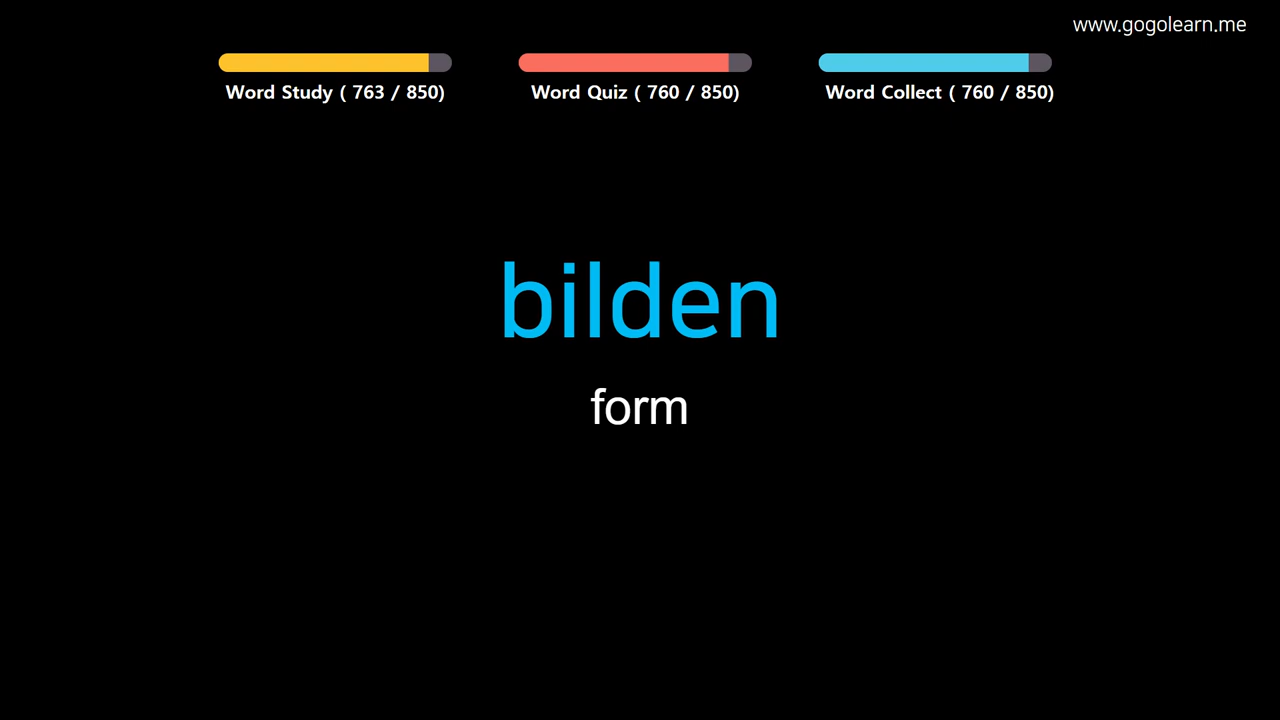 www.gogolearn.me
Word Study ( 763 / 850)
Word Quiz ( 760 / 850)
Word Collect ( 760 / 850)
bilden
form